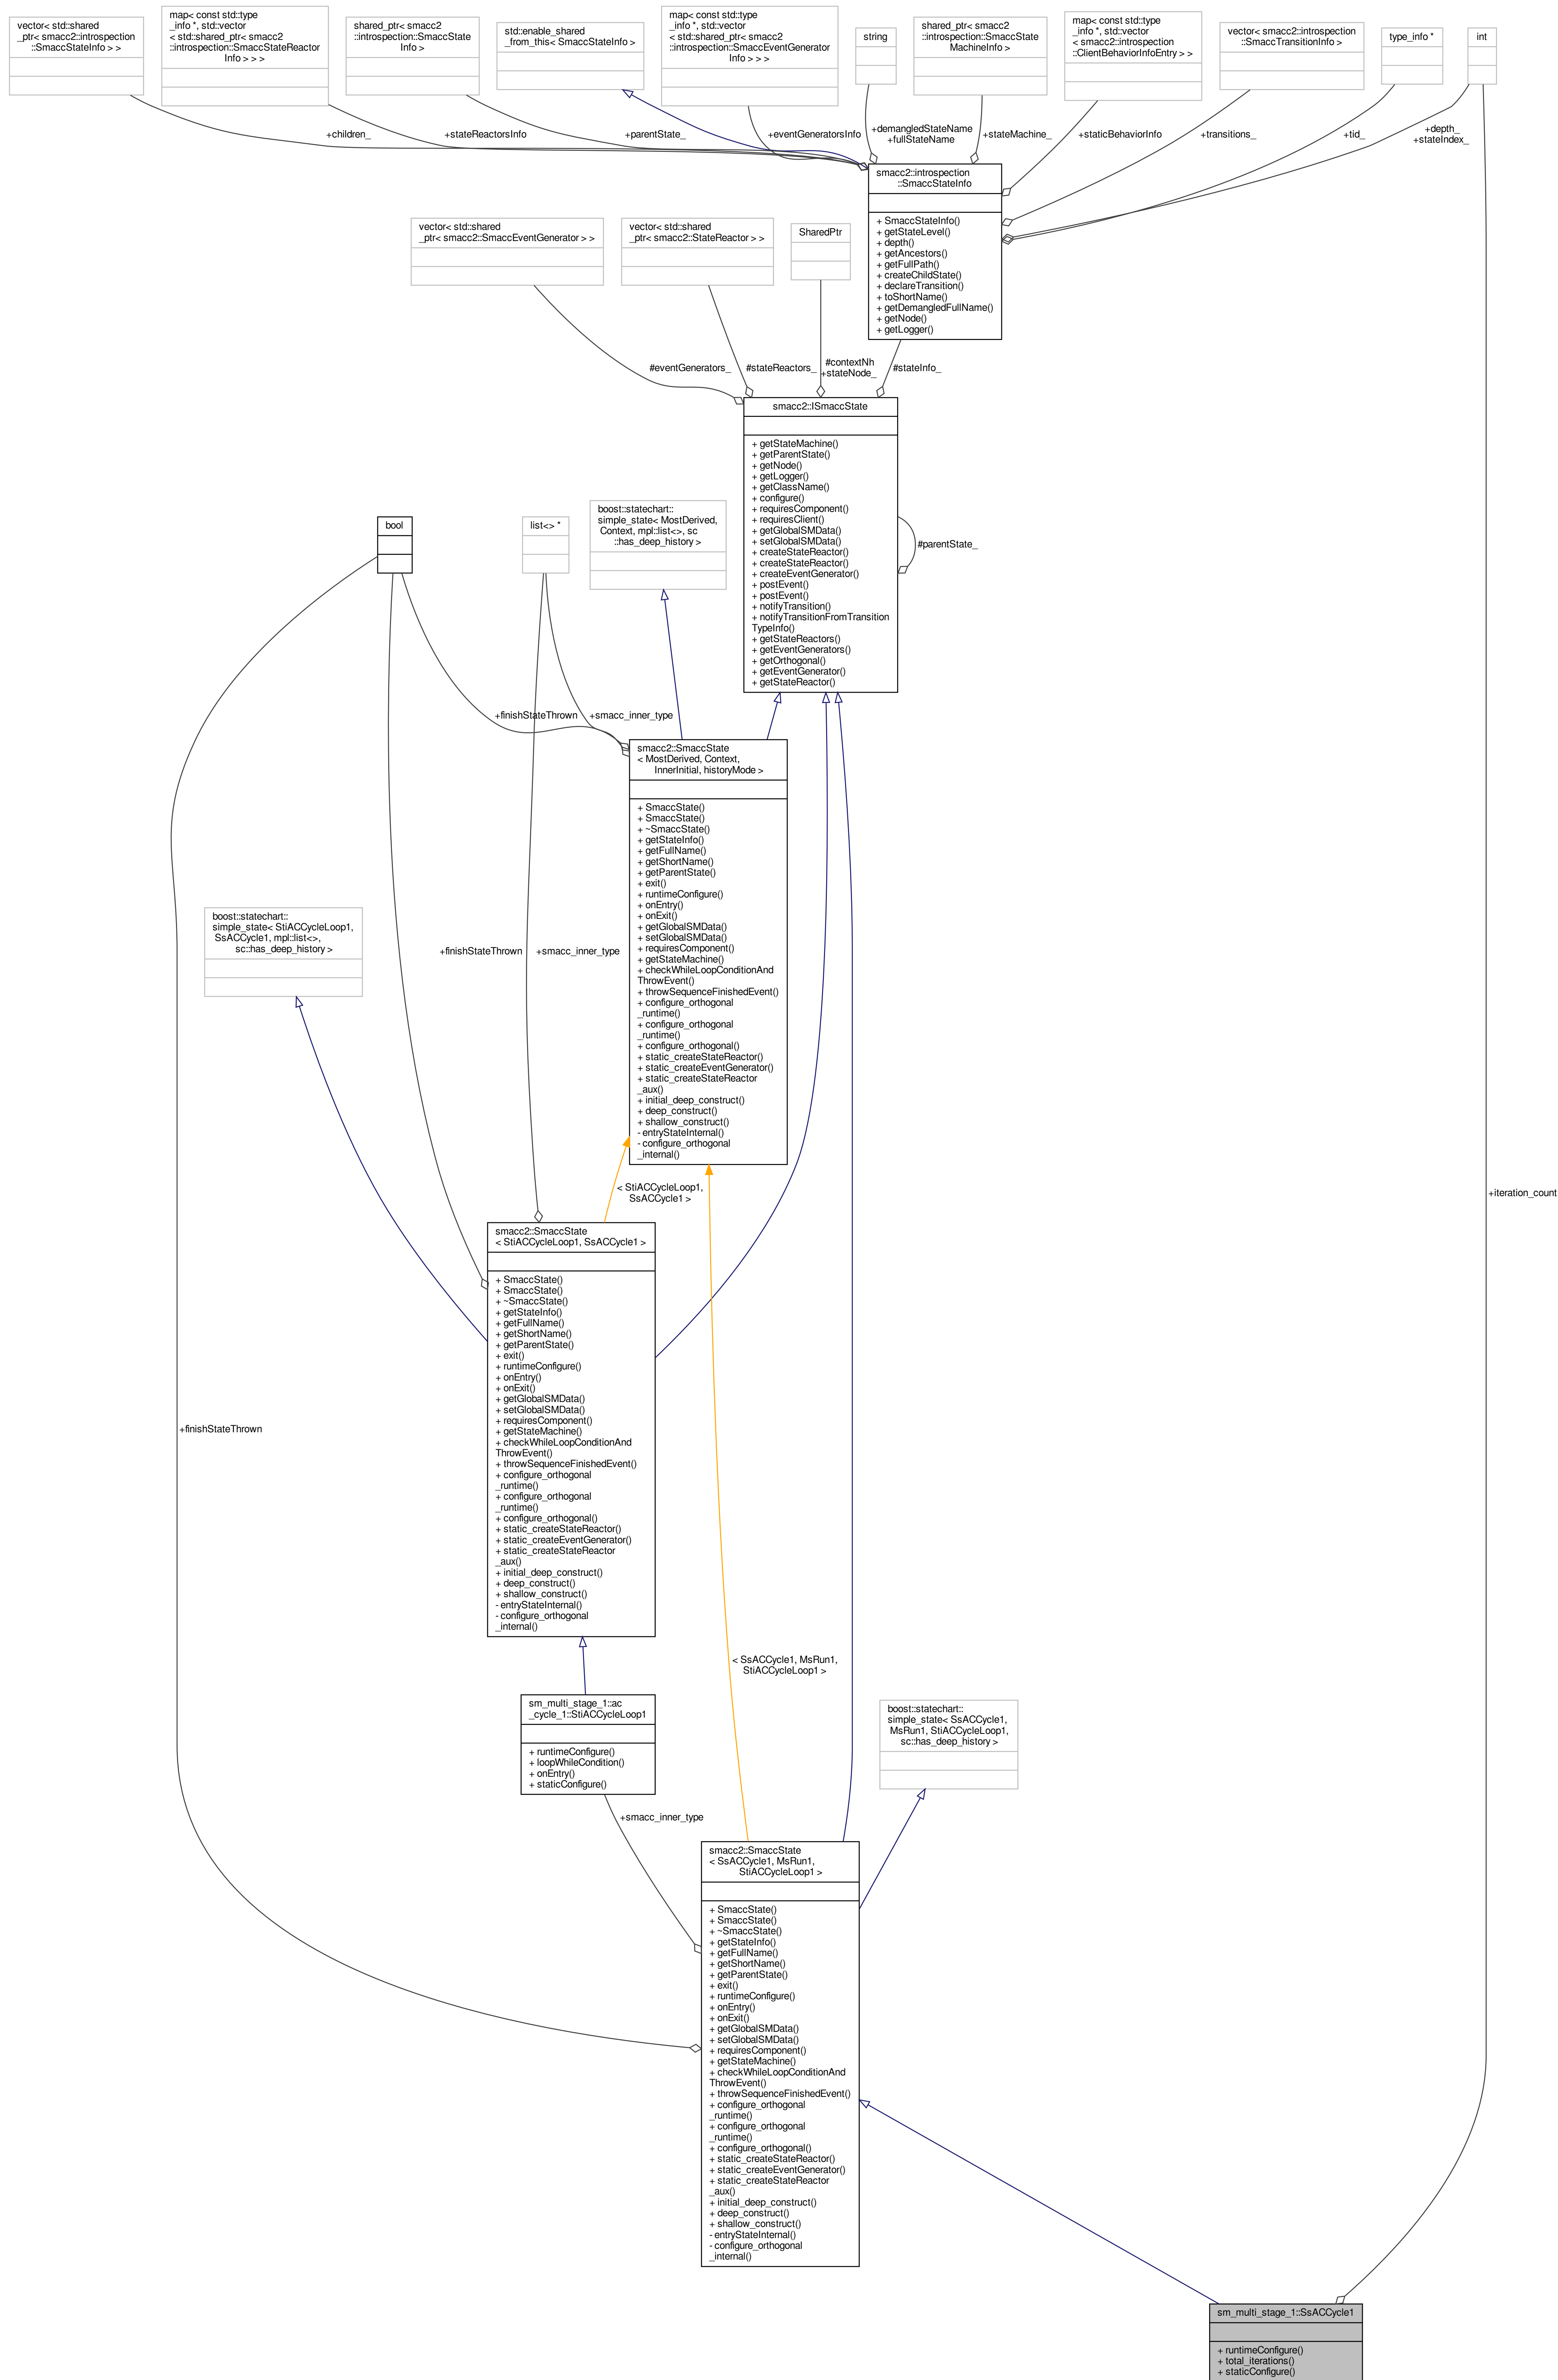 vector< std::shared
_ptr< smacc2::introspection
::SmaccStateInfo > >
map< const std::type
_info *, std::vector
< std::shared_ptr< smacc2
::introspection::SmaccStateReactor
Info > > >
shared_ptr< smacc2
::introspection::SmaccState
Info >
std::enable_shared
_from_this< SmaccStateInfo >
map< const std::type
_info *, std::vector
< std::shared_ptr< smacc2
::introspection::SmaccEventGenerator
Info > > >
string
shared_ptr< smacc2
::introspection::SmaccState
MachineInfo >
map< const std::type
_info *, std::vector
< smacc2::introspection
::ClientBehaviorInfoEntry > >
vector< smacc2::introspection
::SmaccTransitionInfo >
type_info *
int
+children_
+stateReactorsInfo
+parentState_
+eventGeneratorsInfo
+demangledStateName
+fullStateName
+stateMachine_
+staticBehaviorInfo
+transitions_
+tid_
+depth_
+stateIndex_
smacc2::introspection
::SmaccStateInfo
+ SmaccStateInfo()
+ getStateLevel()
+ depth()
+ getAncestors()
+ getFullPath()
+ createChildState()
+ declareTransition()
+ toShortName()
+ getDemangledFullName()
+ getNode()
+ getLogger()
vector< std::shared
_ptr< smacc2::SmaccEventGenerator > >
vector< std::shared
_ptr< smacc2::StateReactor > >
SharedPtr
#eventGenerators_
#stateReactors_
#contextNh
+stateNode_
#stateInfo_
smacc2::ISmaccState
+ getStateMachine()
+ getParentState()
+ getNode()
+ getLogger()
+ getClassName()
+ configure()
+ requiresComponent()
+ requiresClient()
+ getGlobalSMData()
+ setGlobalSMData()
+ createStateReactor()
+ createStateReactor()
+ createEventGenerator()
+ postEvent()
+ postEvent()
+ notifyTransition()
+ notifyTransitionFromTransition
TypeInfo()
+ getStateReactors()
+ getEventGenerators()
+ getOrthogonal()
+ getEventGenerator()
+ getStateReactor()
#parentState_
bool
list<> *
boost::statechart::
simple_state< MostDerived,
Context, mpl::list<>, sc
::has_deep_history >
+finishStateThrown
+smacc_inner_type
smacc2::SmaccState
< MostDerived, Context,
InnerInitial, historyMode >
+ SmaccState()
+ SmaccState()
+ ~SmaccState()
+ getStateInfo()
+ getFullName()
+ getShortName()
+ getParentState()
+ exit()
+ runtimeConfigure()
+ onEntry()
+ onExit()
+ getGlobalSMData()
+ setGlobalSMData()
+ requiresComponent()
+ getStateMachine()
+ checkWhileLoopConditionAnd
ThrowEvent()
+ throwSequenceFinishedEvent()
+ configure_orthogonal
_runtime()
+ configure_orthogonal
_runtime()
+ configure_orthogonal()
+ static_createStateReactor()
+ static_createEventGenerator()
+ static_createStateReactor
_aux()
+ initial_deep_construct()
+ deep_construct()
+ shallow_construct()
- entryStateInternal()
- configure_orthogonal
_internal()
boost::statechart::
simple_state< StiACCycleLoop1,
SsACCycle1, mpl::list<>,
sc::has_deep_history >
+finishStateThrown
+smacc_inner_type
< StiACCycleLoop1,
SsACCycle1 >
+iteration_count
smacc2::SmaccState
< StiACCycleLoop1, SsACCycle1 >
+ SmaccState()
+ SmaccState()
+ ~SmaccState()
+ getStateInfo()
+ getFullName()
+ getShortName()
+ getParentState()
+ exit()
+ runtimeConfigure()
+ onEntry()
+ onExit()
+ getGlobalSMData()
+ setGlobalSMData()
+ requiresComponent()
+ getStateMachine()
+ checkWhileLoopConditionAnd
ThrowEvent()
+ throwSequenceFinishedEvent()
+ configure_orthogonal
_runtime()
+ configure_orthogonal
_runtime()
+ configure_orthogonal()
+ static_createStateReactor()
+ static_createEventGenerator()
+ static_createStateReactor
_aux()
+ initial_deep_construct()
+ deep_construct()
+ shallow_construct()
- entryStateInternal()
- configure_orthogonal
_internal()
+finishStateThrown
< SsACCycle1, MsRun1,
StiACCycleLoop1 >
sm_multi_stage_1::ac
_cycle_1::StiACCycleLoop1
+ runtimeConfigure()
+ loopWhileCondition()
+ onEntry()
+ staticConfigure()
boost::statechart::
simple_state< SsACCycle1,
MsRun1, StiACCycleLoop1,
sc::has_deep_history >
+smacc_inner_type
smacc2::SmaccState
< SsACCycle1, MsRun1,
StiACCycleLoop1 >
+ SmaccState()
+ SmaccState()
+ ~SmaccState()
+ getStateInfo()
+ getFullName()
+ getShortName()
+ getParentState()
+ exit()
+ runtimeConfigure()
+ onEntry()
+ onExit()
+ getGlobalSMData()
+ setGlobalSMData()
+ requiresComponent()
+ getStateMachine()
+ checkWhileLoopConditionAnd
ThrowEvent()
+ throwSequenceFinishedEvent()
+ configure_orthogonal
_runtime()
+ configure_orthogonal
_runtime()
+ configure_orthogonal()
+ static_createStateReactor()
+ static_createEventGenerator()
+ static_createStateReactor
_aux()
+ initial_deep_construct()
+ deep_construct()
+ shallow_construct()
- entryStateInternal()
- configure_orthogonal
_internal()
sm_multi_stage_1::SsACCycle1
+ runtimeConfigure()
+ total_iterations()
+ staticConfigure()